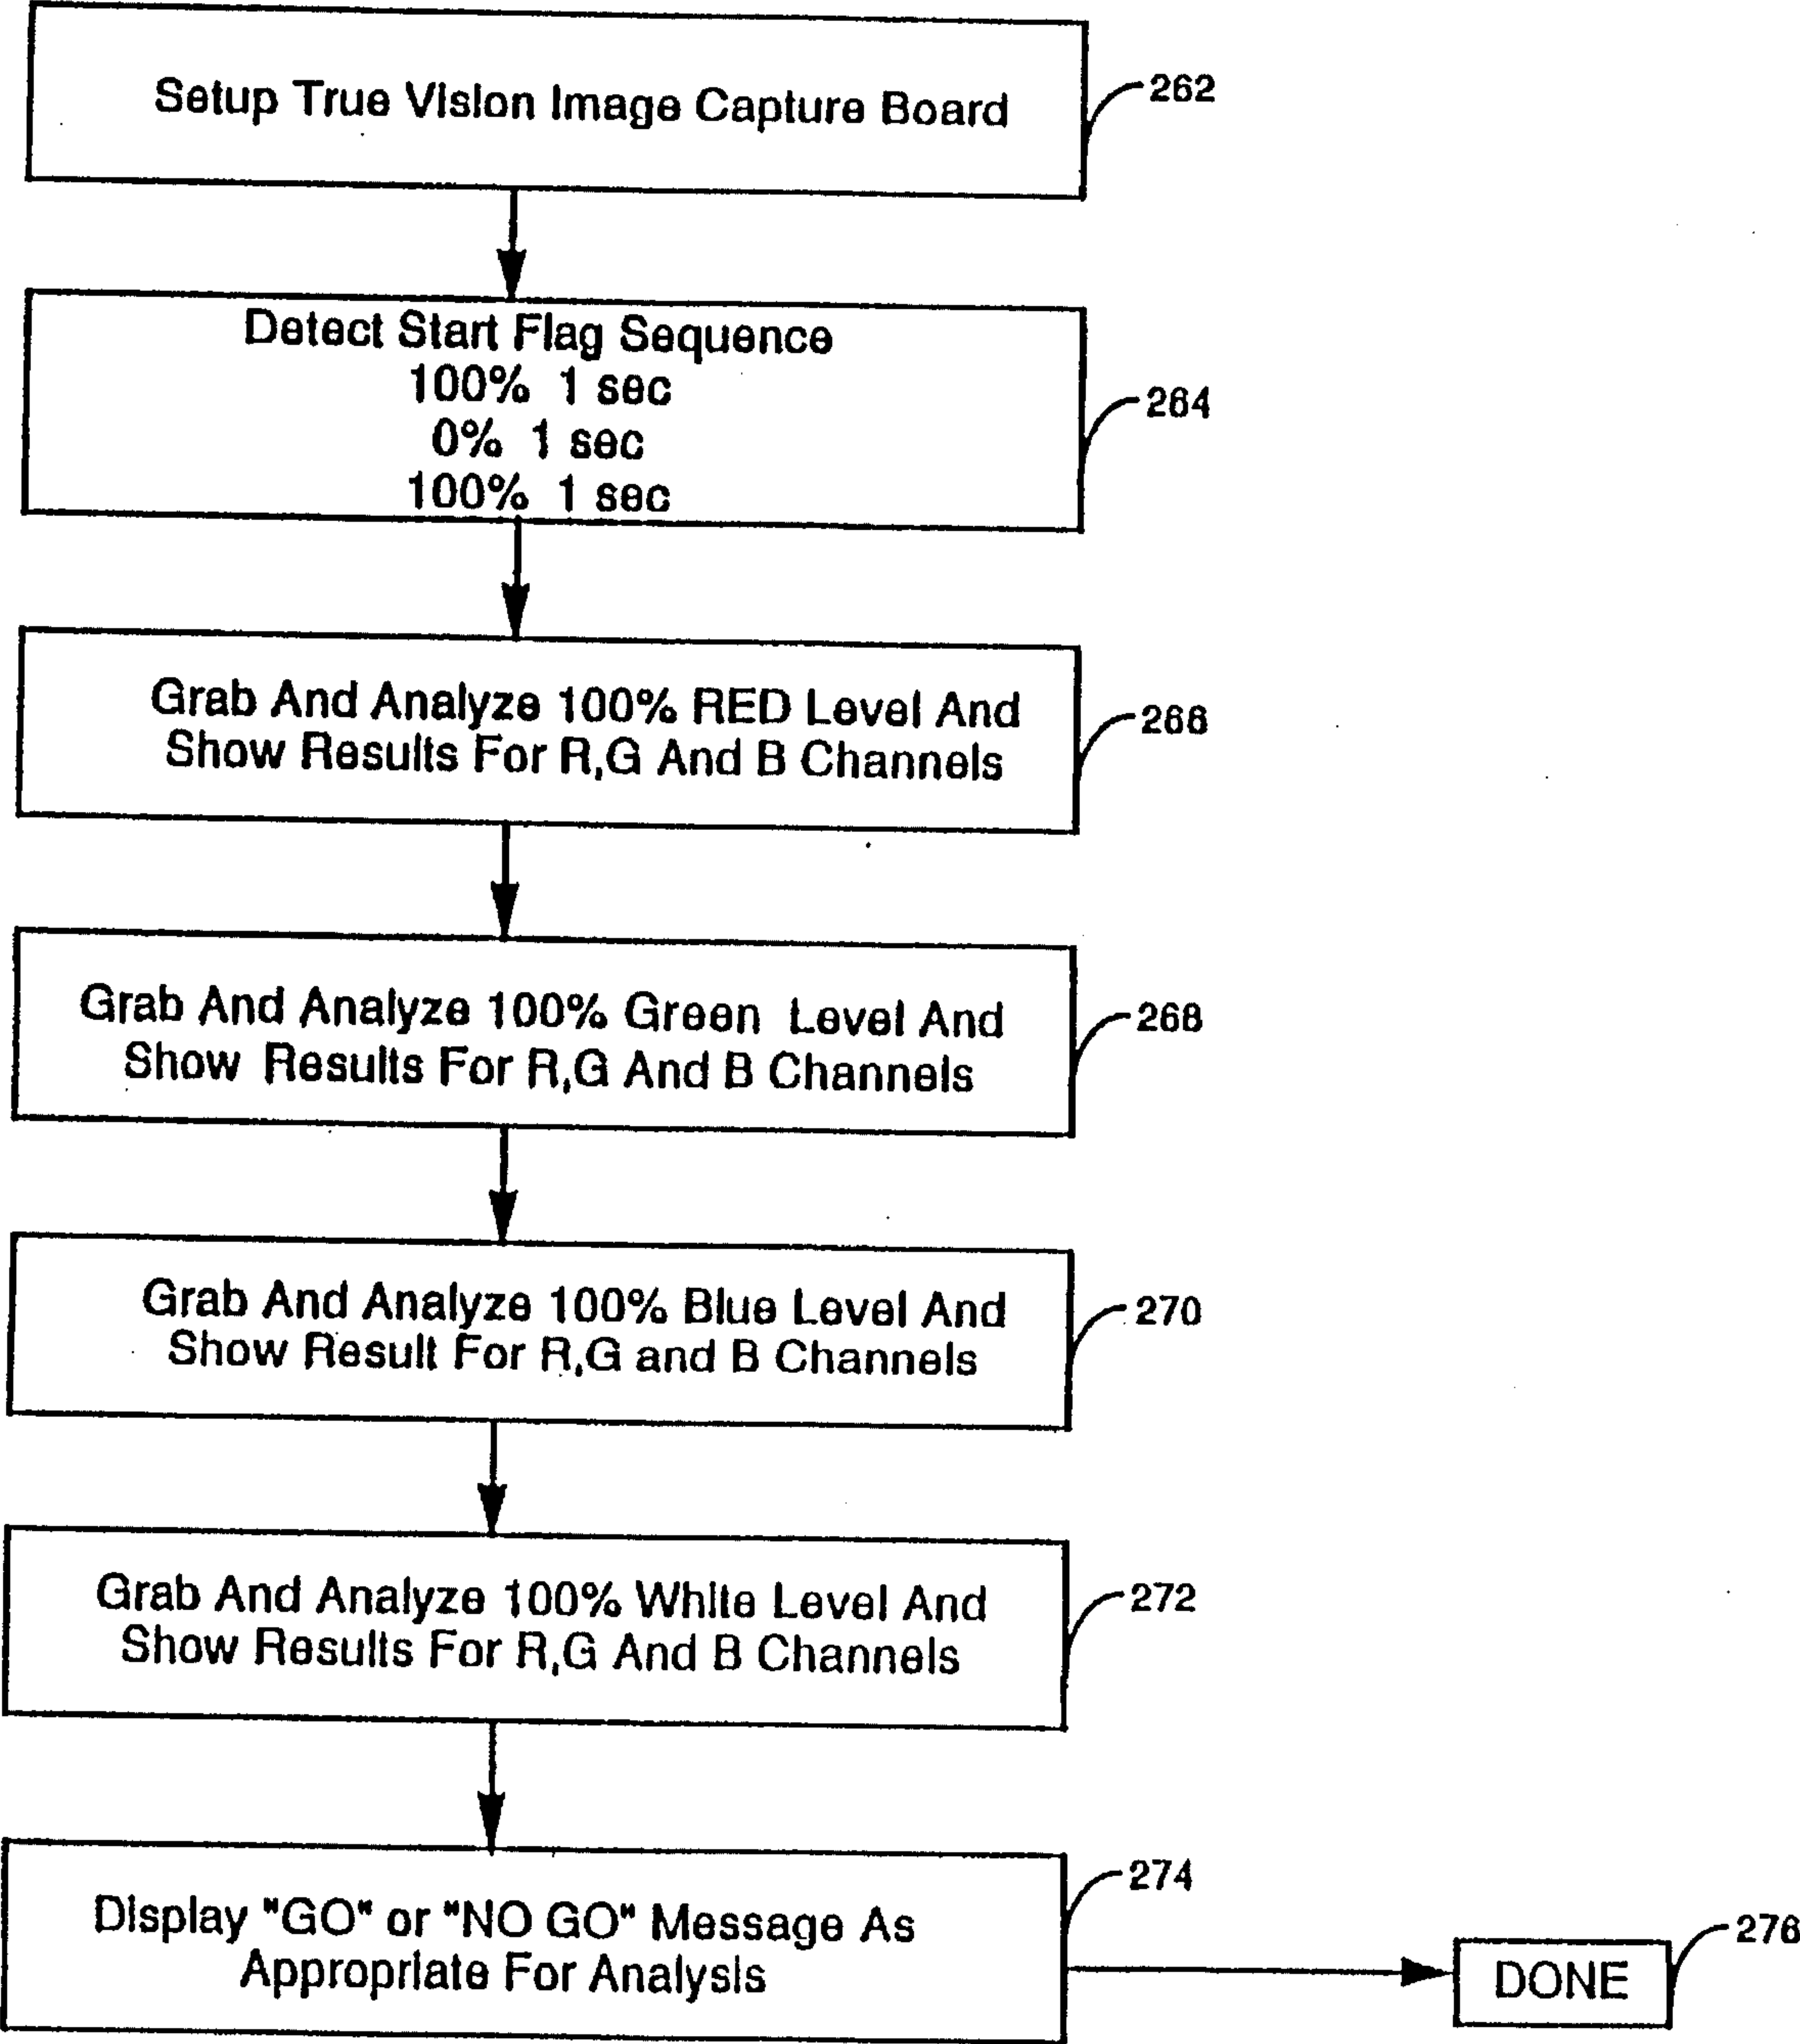 Setup True Vision Image Capture Board
262
Detect Start Flag Sequence
100% 1 sec
0% 1 sec
100% 1 sec
264
Grab And Analyze 100% RED Level And
Show Results For R,G And B Channels
266
Grab And Analyze 100% Green Level And
Show Results For R,G And B Channels
268
Grab And Analyze 100% Blue Level And
Show Result For R,G and B Channels
270
Grab And Analyze 100% White Level And
Show Results For R,G And B Channels
272
Display "GO" or "NO GO" Message As
Appropriate For Analysis
274
DONE
276